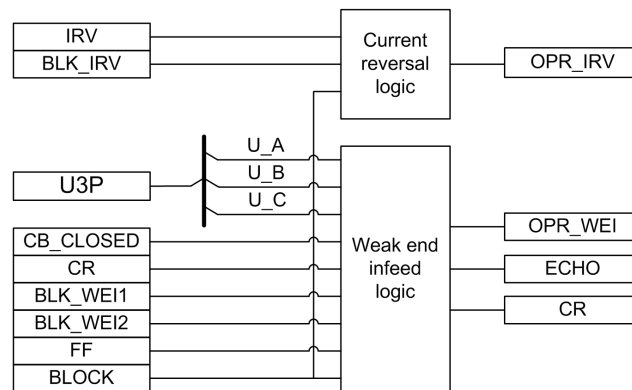 IRV
BLK_IRV
Current
reversal
logic
OPR_IRV
U3P
U_A
U_B
U_C
CB_CLOSED
CR
BLK_WEI1
BLK_WEI2
FF
BLOCK
Weak end
infeed
logic
OPR_WEI
ECHO
CR